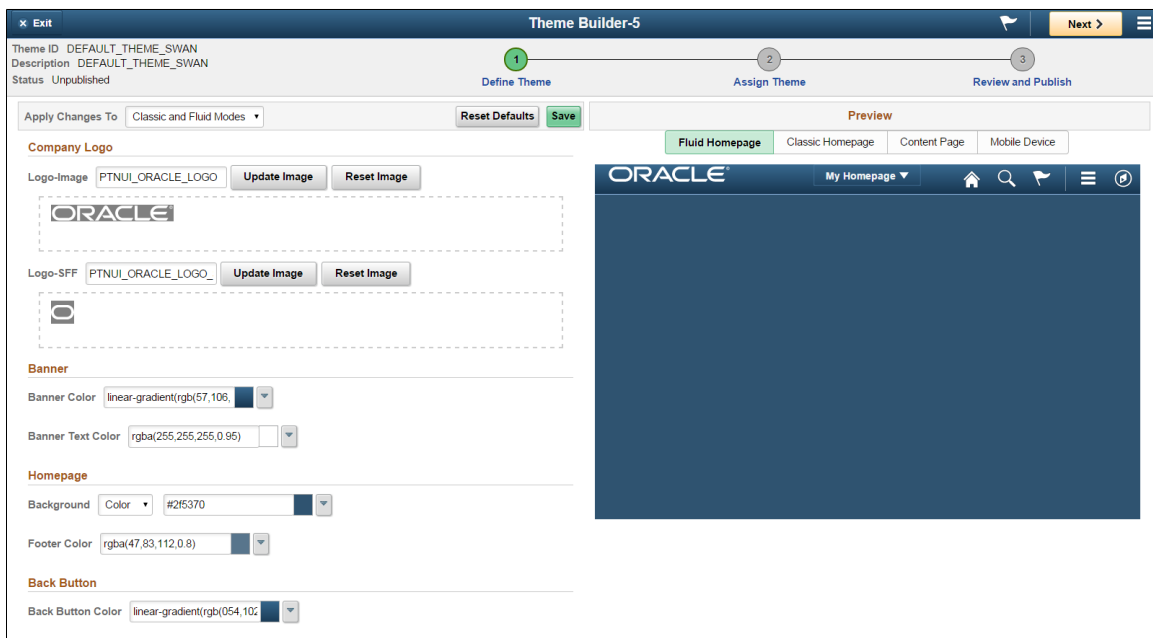 × Exit
Theme Builder-5
Next >
Theme ID DEFAULT_THEME_SWAN
Description DEFAULT_THEME_SWAN
Status Unpublished
1
2
3
Define Theme
Assign Theme
Review and Publish
Apply Changes To Classic and Fluid Modes
Reset Defaults
Save
Preview
Fluid Homepage
Classic Homepage
Content Page
Mobile Device
Company Logo
Logo-Image PTNUI_ORACLE_LOGO Update Image Reset Image
ORACLE®
Logo-SFF PTNUI_ORACLE_LOGO_ Update Image Reset Image
Banner
Banner Color linear-gradient(rgb(57,106,
Banner Text Color rgba(255,255,255,0.95)
Homepage
Background Color #2f5370
Footer Color rgba(47,83,112,0.8)
Back Button
Back Button Color linear-gradient(rgb(054,102
ORACLE®
My Homepage